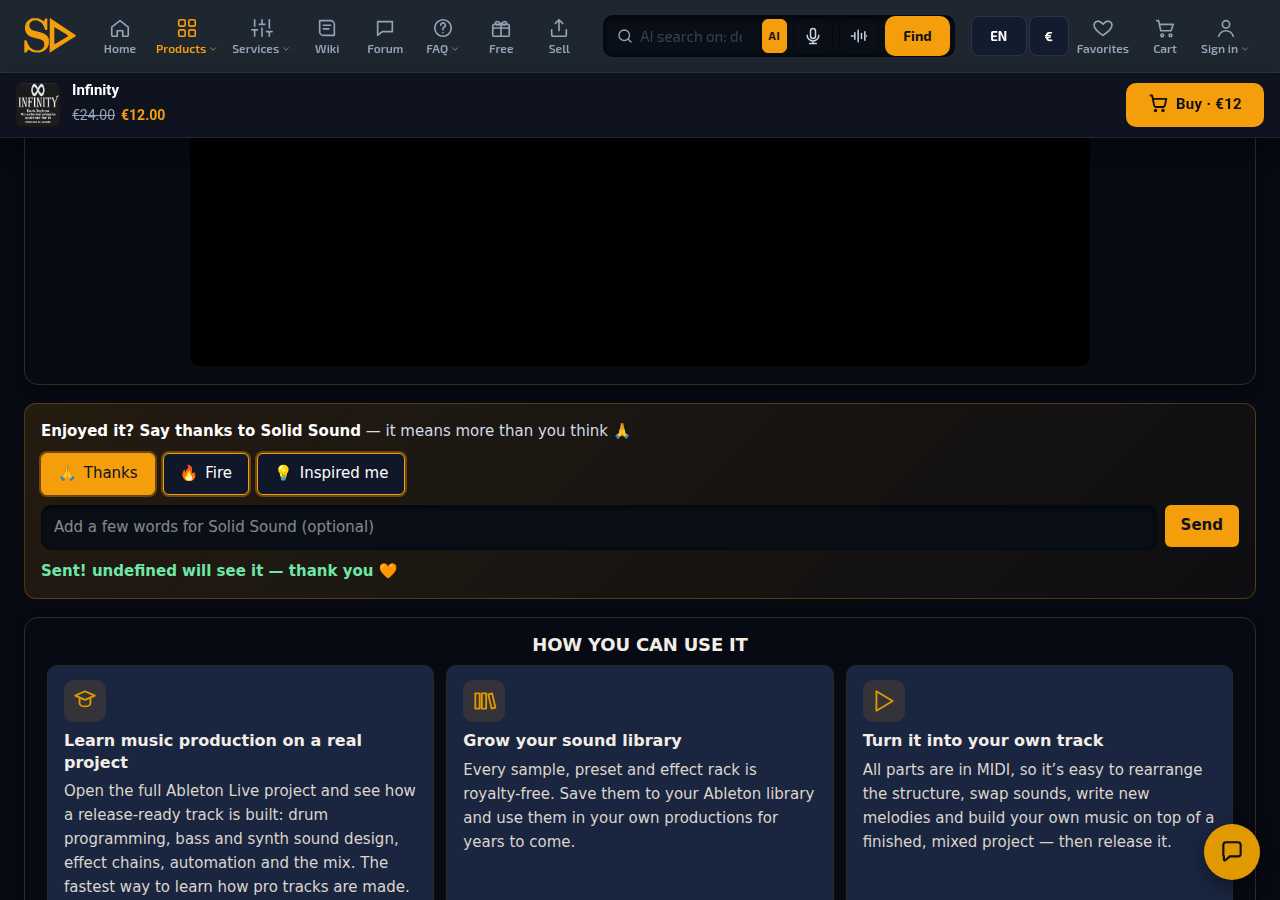 SD
Home
Products
Services
Wiki
Forum
FAQ
Free
Sell
AI search on: 
AI
Find
EN
€
Favorites
Cart
Sign in
INFINITY
Infinity
€24.00 €12.00
Buy · €12
Enjoyed it? Say thanks to Solid Sound — it means more than you think 🙏
🙏 Thanks
🔥 Fire
💡 Inspired me
Add a few words for Solid Sound (optional)
Send
Sent! undefined will see it — thank you 🧡
HOW YOU CAN USE IT
Learn music production on a real
project
Open the full Ableton Live project and see how
a release-ready track is built: drum
programming, bass and synth sound design,
effect chains, automation and the mix. The
fastest way to learn how pro tracks are made.
Grow your sound library
Every sample, preset and effect rack is
royalty-free. Save them to your Ableton library
and use them in your own productions for
years to come.
Turn it into your own track
All parts are in MIDI, so it’s easy to rearrange
the structure, swap sounds, write new
melodies and build your own music on top of a
finished, mixed project — then release it.